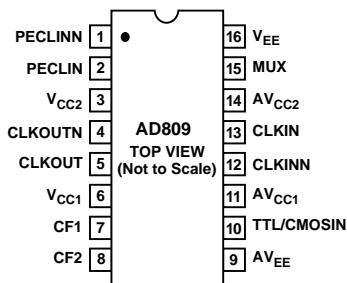 PECLINN 1 16 VEE
PECLIN 2 15 MUX
VCC2 3 14 AVCC2
CLKOUTN 4 13 CLKIN
CLKOUT 5 12 CLKINN
VCC1 6 11 AVCC1
CF1 7 10 TTL/CMOSIN
CF2 8 9 AVEE
AD809
TOP VIEW
(Not to Scale)